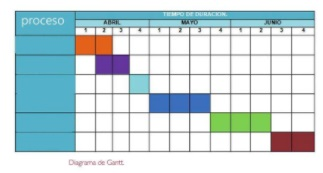 proceso
TIEMPO DE DURACION
ABRIL MAYO JUNIO
1 2 3 4 1 2 3 4 1 2 3 4
Diagrama de Gantt.